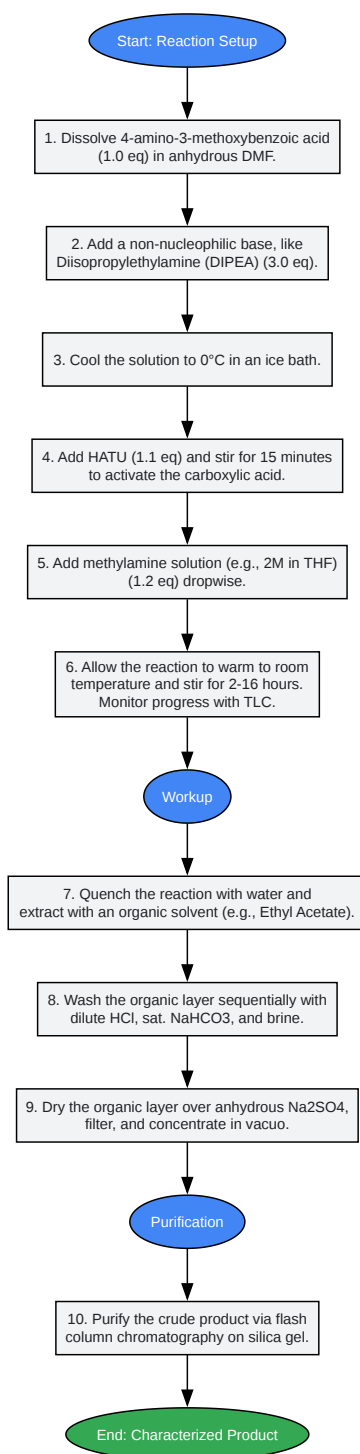 Start: Reaction Setup
1. Dissolve 4-amino-3-methoxybenzoic acid
(1.0 eq) in anhydrous DMF.
2. Add a non-nucleophilic base, like
Diisopropylethylamine (DIPEA) (3.0 eq).
3. Cool the solution to 0°C in an ice bath.
4. Add HATU (1.1 eq) and stir for 15 minutes
to activate the carboxylic acid.
5. Add methylamine solution (e.g., 2M in THF)
(1.2 eq) dropwise.
6. Allow the reaction to warm to room
temperature and stir for 2-16 hours.
Monitor progress with TLC.
Workup
7. Quench the reaction with water and
extract with an organic solvent (e.g., Ethyl Acetate).
8. Wash the organic layer sequentially with
dilute HCl, sat. NaHCO3, and brine.
9. Dry the organic layer over anhydrous Na2SO4,
filter, and concentrate in vacuo.
Purification
10. Purify the crude product via flash
column chromatography on silica gel.
End: Characterized Product